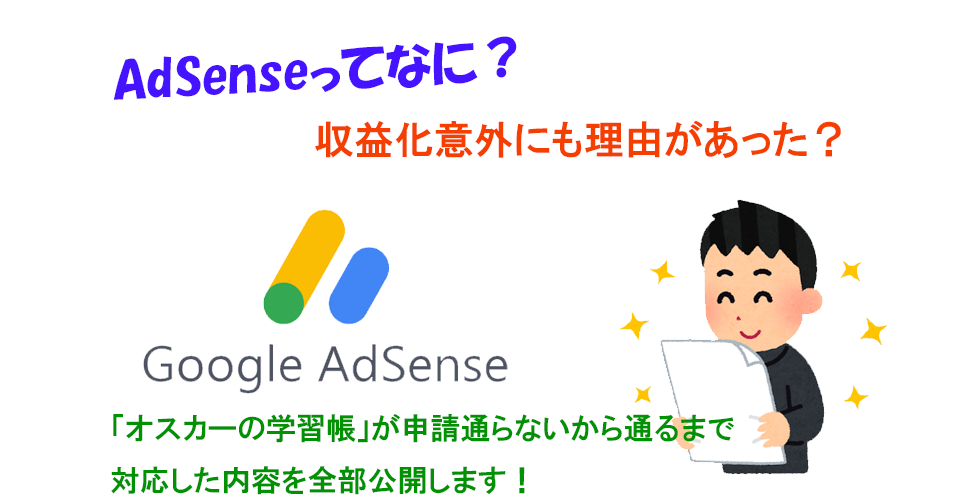 AdSenseってなに？
収益化意外にも理由があった？
Google AdSense
「オスカーの学習帳」が申請通らないから通るまで
対応した内容を全部公開します！